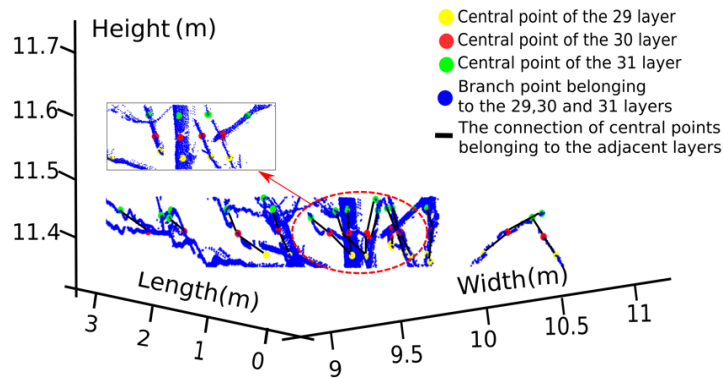 Height (m)
Central point of the 29 layer
Central point of the 30 layer
Central point of the 31 layer
Branch point belonging
to the 29,30 and 31 layers
The connection of central points
belonging to the adjacent layers
11.7
11.6
11.5
11.4
Length(m)
Width(m)
3
2
1
0
9
9.5
10
10.5
11